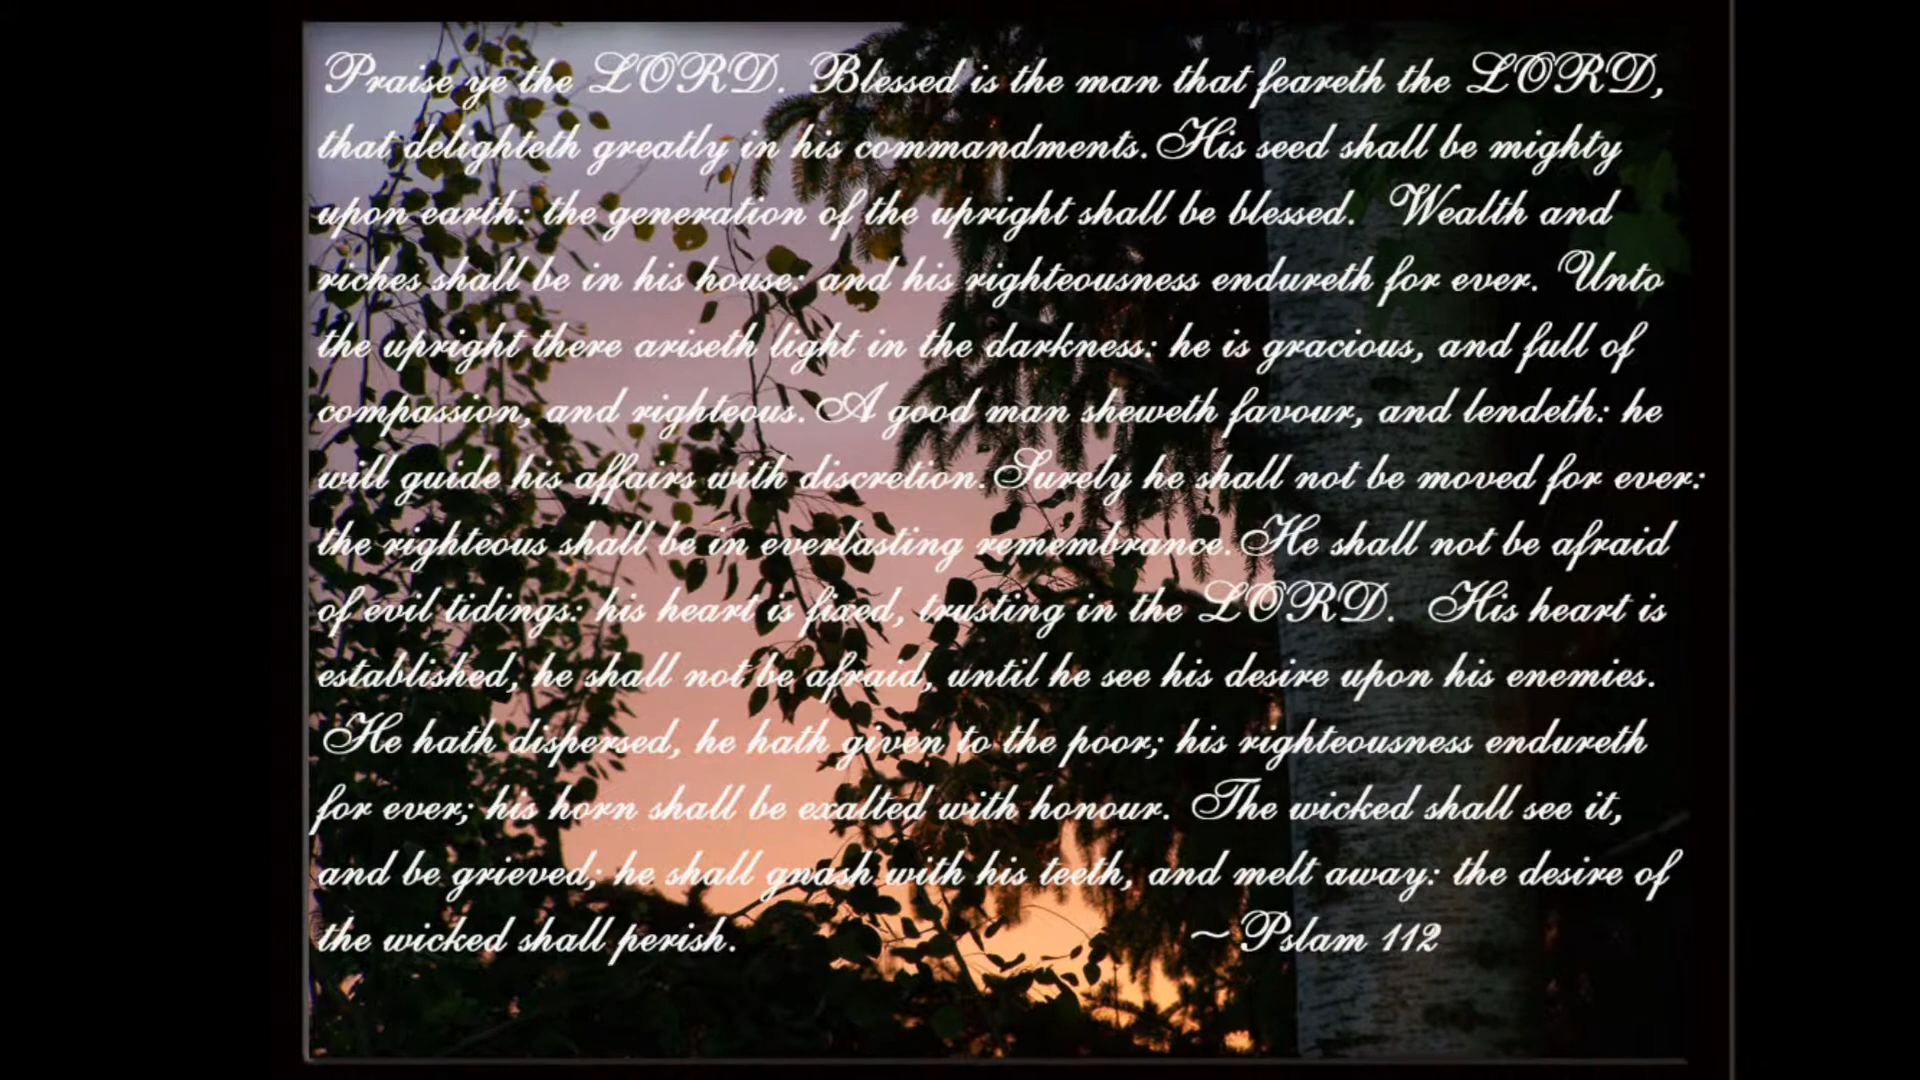 Praise ye the LORD. Blessed is the man that feareth the LORD,
that delighteth greatly in his commandments. His seed shall be mighty
upon earth: the generation of the upright shall be blessed. Wealth and
riches shall be in his house: and his righteousness endureth for ever. Unto
the upright there ariseth light in the darkness: he is gracious, and full of
compassion, and righteous. A good man sheweth favour, and lendeth: he
will guide his affairs with discretion. Surely he shall not be moved for ever:
the righteous shall be in everlasting remembrance. He shall not be afraid
of evil tidings: his heart is fixed, trusting in the LORD. His heart is
established, he shall not be afraid, until he see his desire upon his enemies.
He hath dispersed, he hath given to the poor; his righteousness endureth
for ever; his horn shall be exalted with honour. The wicked shall see it,
and be grieved; he shall gnash with his teeth, and melt away: the desire of
the wicked shall perish. ~Pslam 112